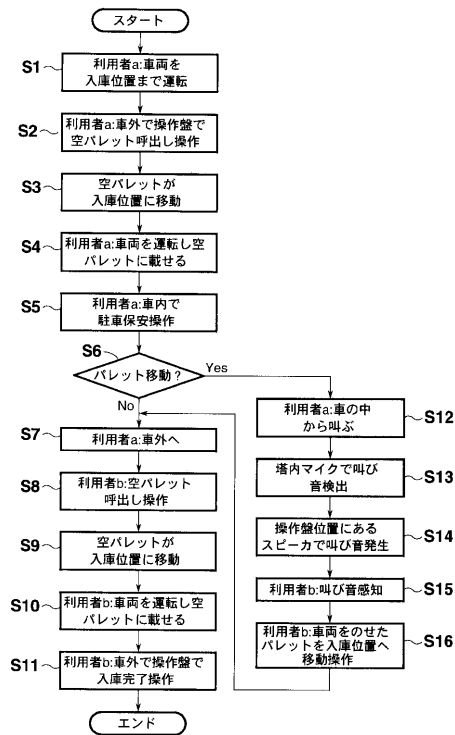 スタート
S1
利用者a:車両を
入庫位置まで運転
S2
利用者a:車外で操作盤で
空パレット呼出し操作
S3
空パレットが
入庫位置に移動
S4
利用者a:車両を運転し空
パレットに載せる
S5
利用者a:車内で
駐車保安操作
S6
パレット移動?
Yes
No
S7
利用者a:車外へ
S8
利用者b:空パレット
呼出し操作
S9
空パレットが
入庫位置に移動
S10
利用者b:車両を運転し空
パレットに載せる
S11
利用者b:車外で操作盤で
入庫完了操作
エンド
利用者a:車の中
から叫ぶ
S12
塔内マイクで叫び
音検出
S13
操作盤位置にある
スピーカで叫び音発生
S14
利用者b:叫び音感知
S15
利用者b:車両をのせた
パレットを入庫位置へ
移動操作
S16